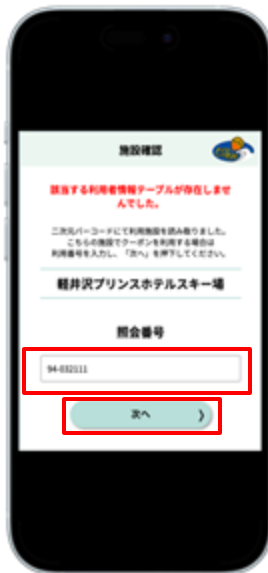 施設確認
該当する利用者情報テーブルが存在しませ
んでした。
二次元バーコードにて利用施設を読み取りました。
こちらの施設でクーポンを利用する場合は
利用番号を入力し、「次へ」を押下してください。
軽井沢プリンスホテルスキー場
照会番号
94-032111
次へ